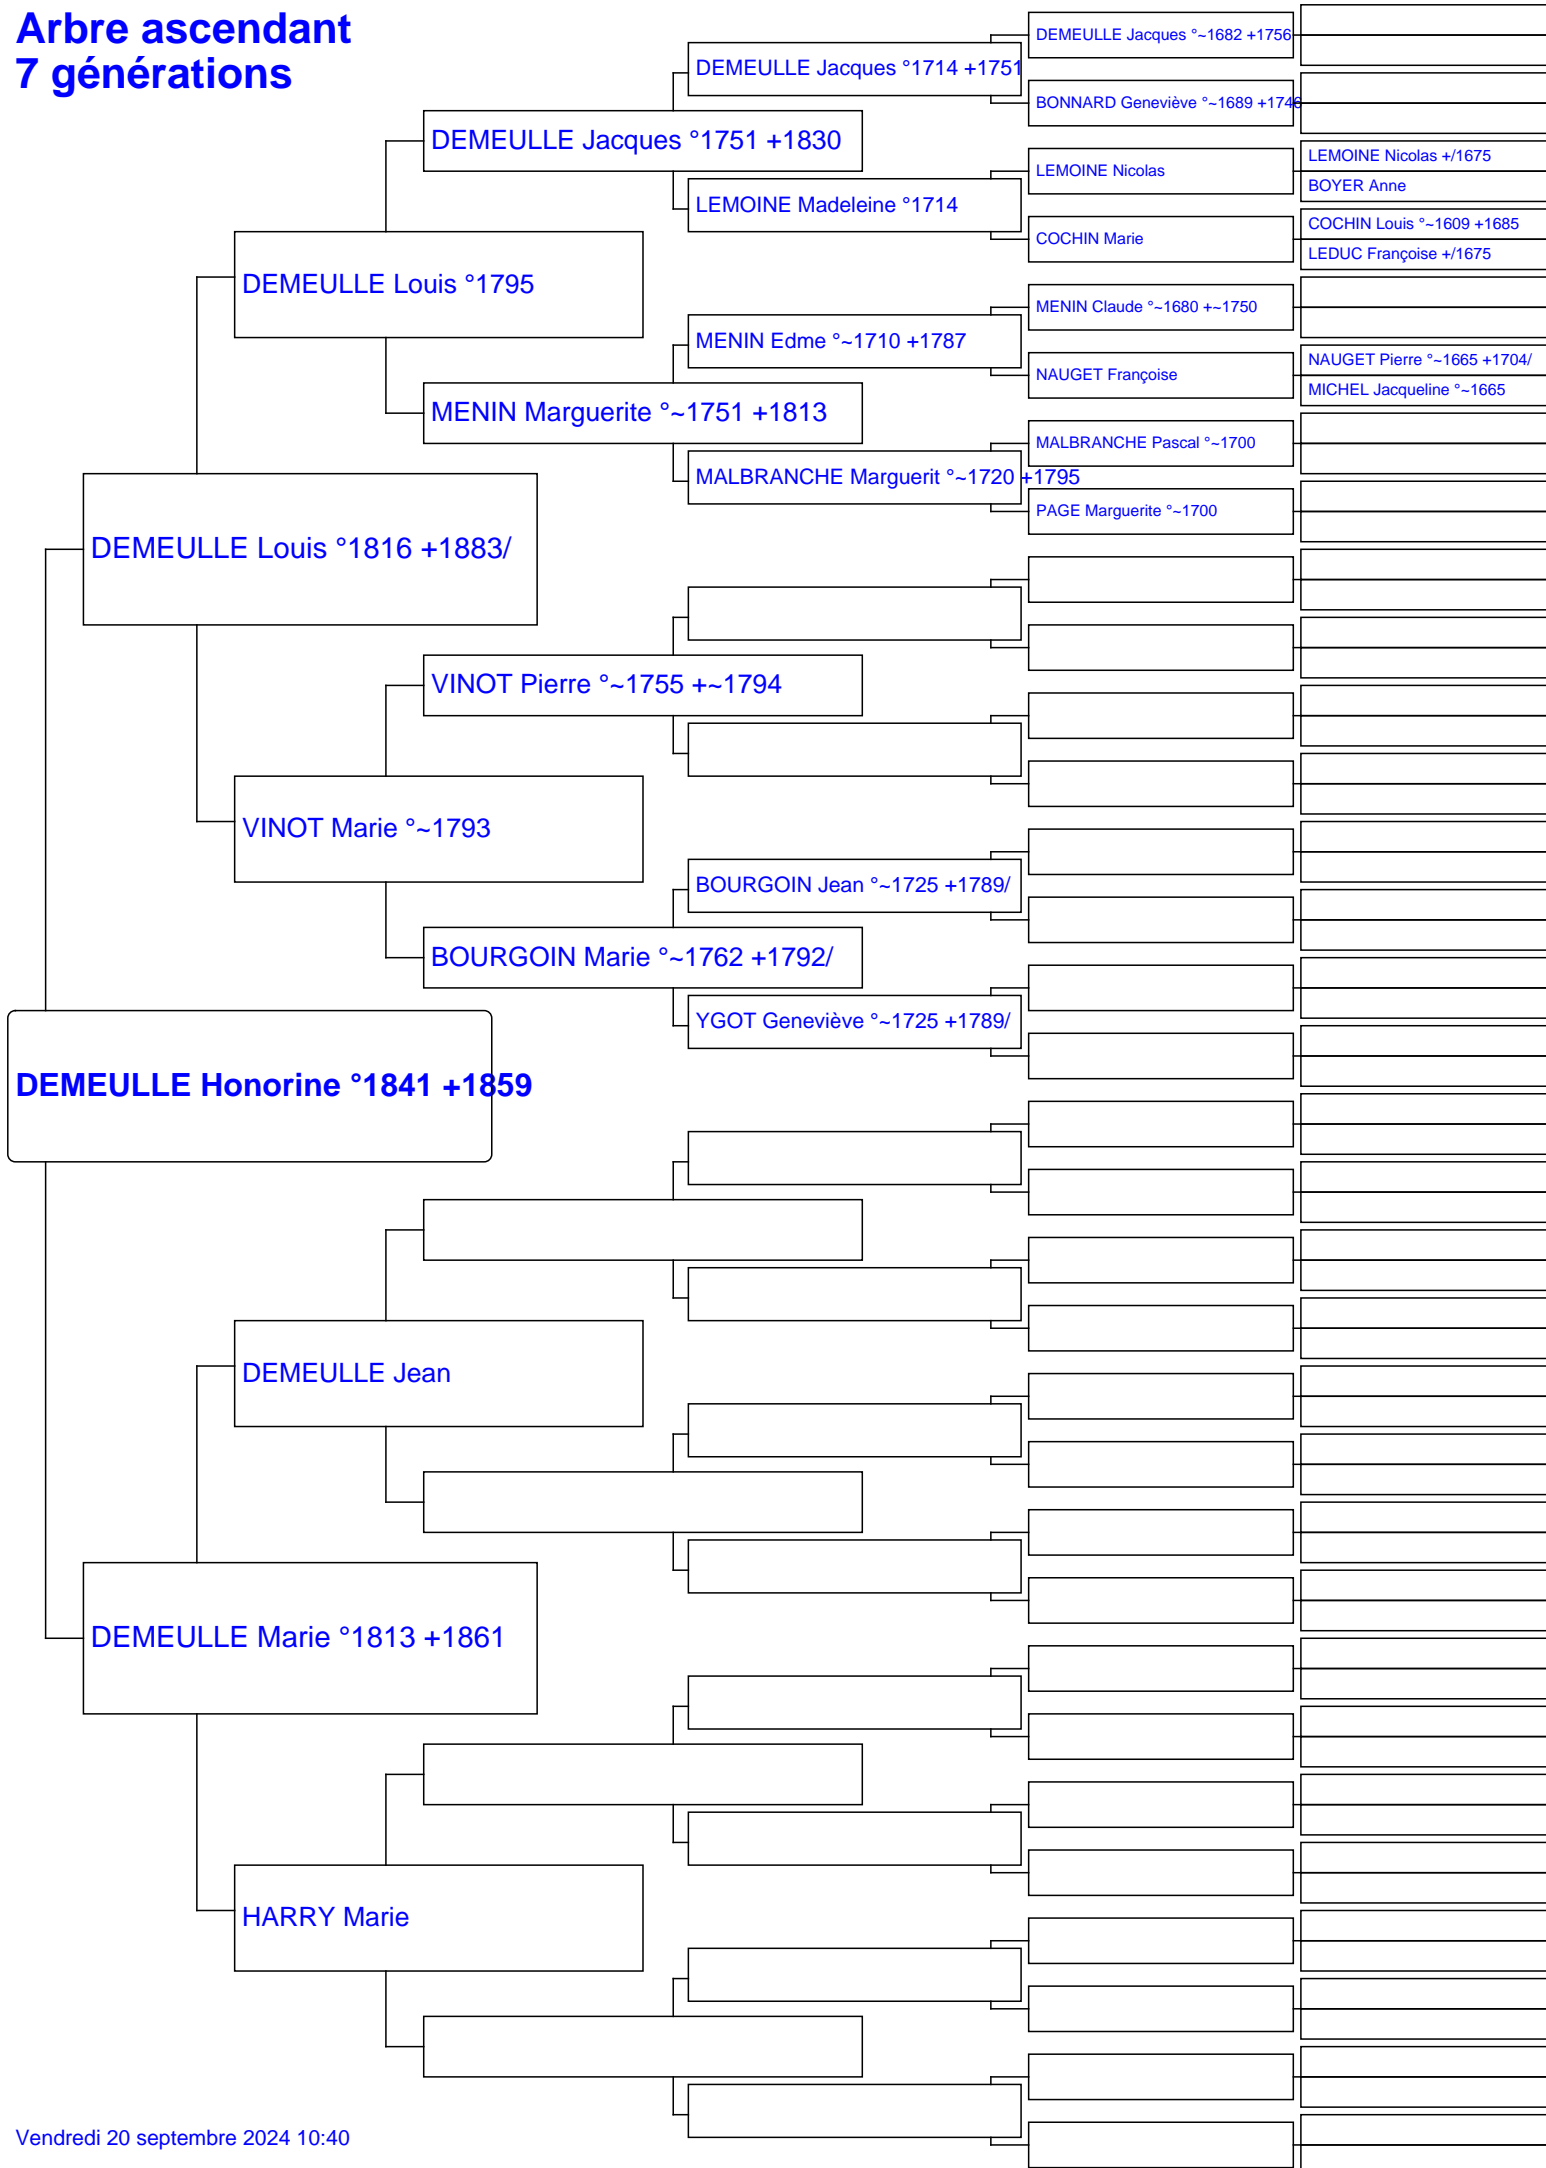 Arbre ascendant
7 générations
DEMEULLE Jacques °~1682 +1756
DEMEULLE Jacques °1714 +1751
BONNARD Geneviève °~1689 +1746
DEMEULLE Jacques °1751 +1830
LEMOINE Nicolas +/1675
LEMOINE Nicolas
BOYER Anne
LEMOINE Madeleine °1714
COCHIN Louis °~1609 +1685
COCHIN Marie
LEDUC Françoise +/1675
DEMEULLE Louis °1795
MENIN Claude °~1680 +~1750
MENIN Edme °~1710 +1787
NAUGET Pierre °~1665 +1704/
NAUGET Françoise
MICHEL Jacqueline °~1665
MENIN Marguerite °~1751 +1813
MALBRANCHE Pascal °~1700
MALBRANCHE Marguerit °~1720 +1795
PAGE Marguerite °~1700
DEMEULLE Louis °1816 +1883/
VINOT Pierre °~1755 +~1794
VINOT Marie °~1793
BOURGOIN Jean °~1725 +1789/
BOURGOIN Marie °~1762 +1792/
YGOT Geneviève °~1725 +1789/
DEMEULLE Honorine °1841 +1859
DEMEULLE Jean
DEMEULLE Marie °1813 +1861
HARRY Marie
Vendredi 20 septembre 2024 10:40